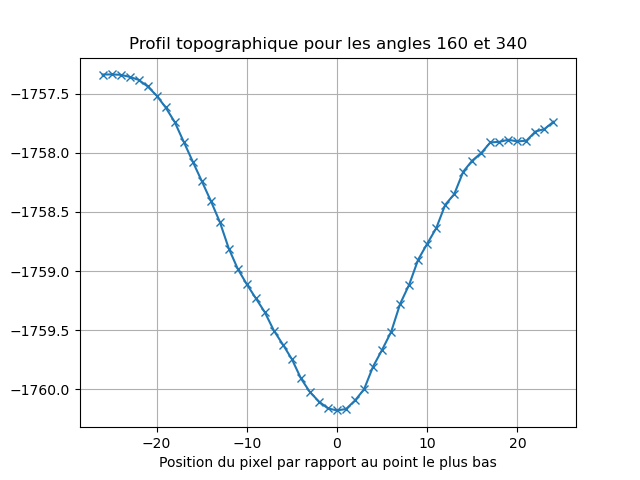 Profil topographique pour les angles 160 et 340
−1757.5
−1758.0
−1758.5
−1759.0
−1759.5
−1760.0
−20 −10 0 10 20
Position du pixel par rapport au point le plus bas